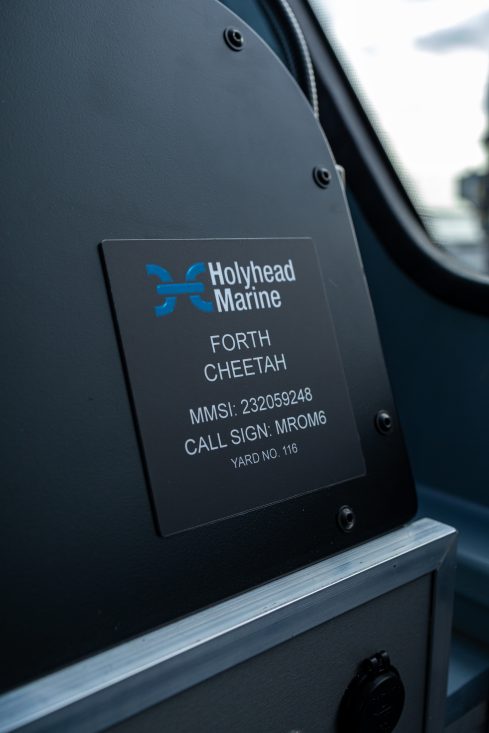 Holyhead
Marine
FORTH
CHEETAH
MMSI: 232059248
CALL SIGN: MROM6
YARD NO. 116